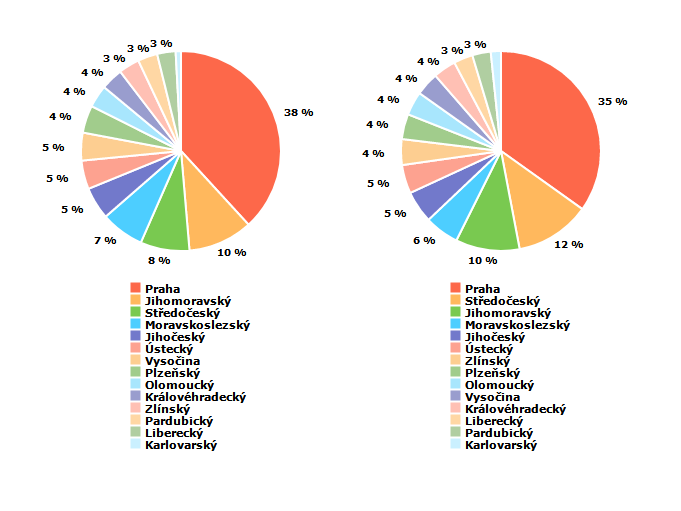 38 %
10 %
8 %
7 %
5 %
5 %
5 %
4 %
4 %
4 %
3 %
3 %
3 %
Praha
Jihomoravský
Středočeský
Moravskoslezský
Jihočeský
Ústecký
Vysočina
Plzeňský
Olomoucký
Královéhradecký
Zlínský
Pardubický
Liberecký
Karlovarský
35 %
12 %
10 %
6 %
5 %
5 %
4 %
4 %
4 %
4 %
4 %
3 %
3 %
Praha
Středočeský
Jihomoravský
Moravskoslezský
Jihočeský
Ústecký
Zlínský
Plzeňský
Olomoucký
Vysočina
Královéhradecký
Liberecký
Pardubický
Karlovarský